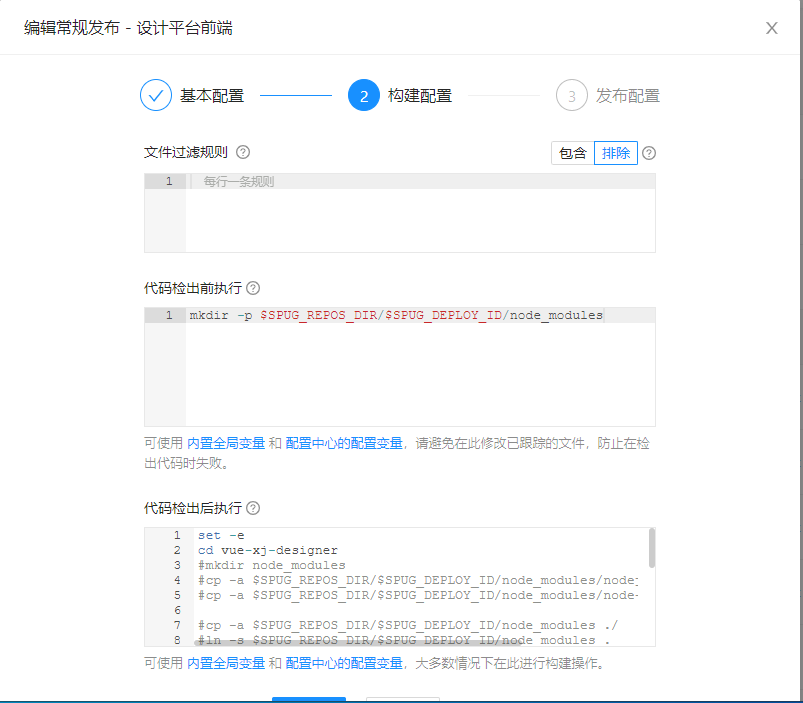 编辑常规发布 - 设计平台前端
基本配置
2 构建配置
3 发布配置
文件过滤规则
包含 排除
1 每行一条规则
代码检出前执行
1 mkdir -p $SPUG_REPOS_DIR/$SPUG_DEPLOY_ID/node_modules
可使用 内置全局变量 和 配置中心的配置变量，请避免在此修改已跟踪的文件，防止在检
出代码时失败。
代码检出后执行
1 set -e
2 cd vue-xj-designer
3 #mkdir node_modules
4 #cp -a $SPUG_REPOS_DIR/$SPUG_DEPLOY_ID/node_modules/node_
5 #cp -a $SPUG_REPOS_DIR/$SPUG_DEPLOY_ID/node_modules/node-
6
7 #cp -a $SPUG_REPOS_DIR/$SPUG_DEPLOY_ID/node_modules ./
8 #ln -s $SPUG_REPOS_DIR/$SPUG_DEPLOY_ID/node_modules .
可使用 内置全局变量 和 配置中心的配置变量，大多数情况下在此进行构建操作。